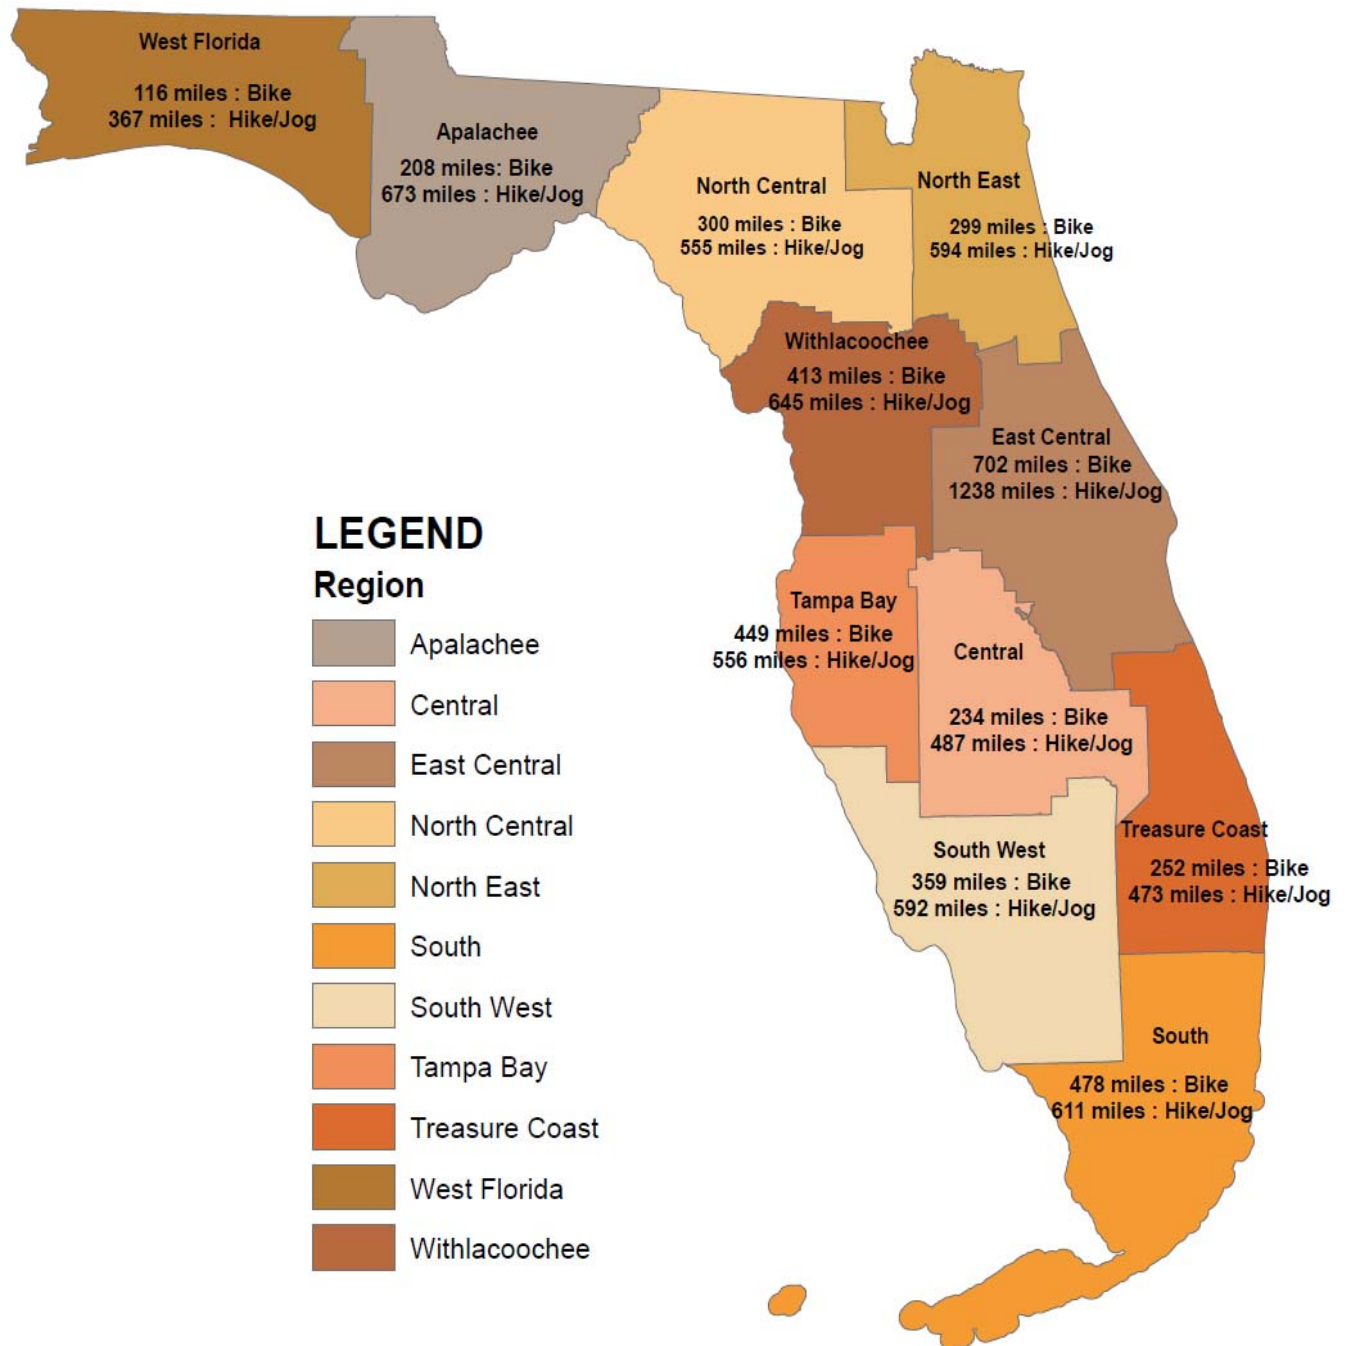 West Florida
116 miles : Bike
367 miles : Hike/Jog
Apalachee
208 miles: Bike
673 miles : Hike/Jog
North Central
300 miles : Bike
555 miles : Hike/Jog
North East
299 miles : Bike
594 miles : Hike/Jog
Withlacoochee
413 miles : Bike
645 miles : Hike/Jog
East Central
702 miles : Bike
1238 miles : Hike/Jog
Tampa Bay
449 miles : Bike
556 miles : Hike/Jog
Central
234 miles : Bike
487 miles : Hike/Jog
Treasure Coast
252 miles : Bike
473 miles : Hike/Jog
South West
359 miles : Bike
592 miles : Hike/Jog
South
478 miles : Bike
611 miles : Hike/Jog
LEGEND
Region
Apalachee
Central
East Central
North Central
North East
South
South West
Tampa Bay
Treasure Coast
West Florida
Withlacoochee